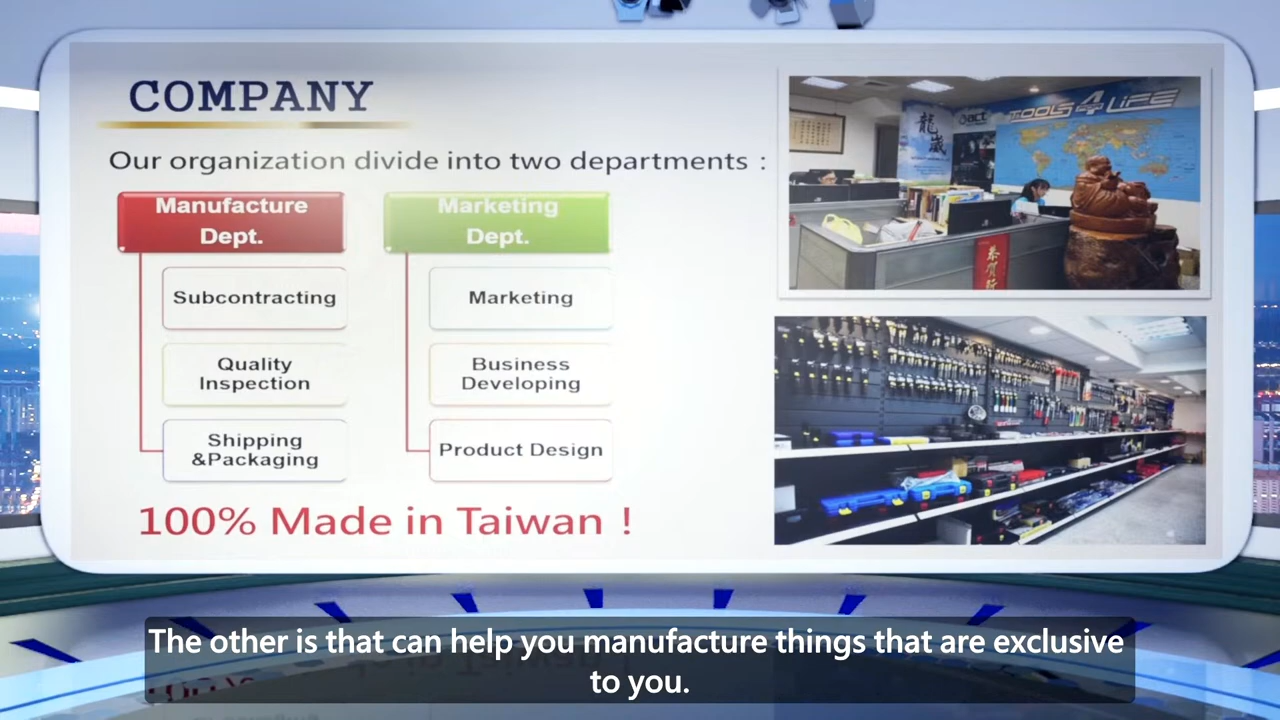 COMPANY
Our organization divide into two departments :
Manufacture
Dept.
Subcontracting
Quality
Inspection
Shipping
&Packaging
Marketing
Dept.
Marketing
Business
Developing
Product Design
100% Made in Taiwan !
TOOLS 4 LiFE
龍
act
The other is that can help you manufacture things that are exclusive
to you.